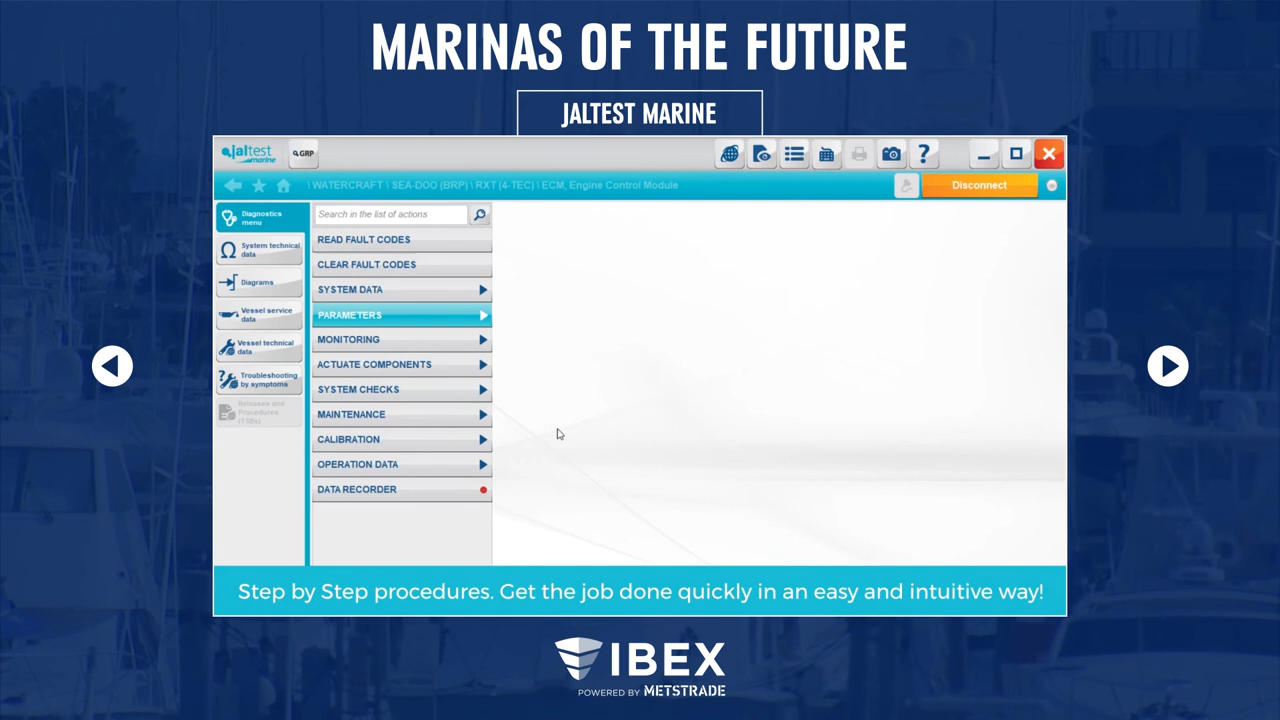 MARINAS OF THE FUTURE
JALTEST MARINE
jaltest
marine
GRP
?
\ WATERCRAFT \ SEA-DOO (BRP) \ RXT (4-TEC) \ ECM, Engine Control Module
Disconnect
Diagnostics
menu
System technical
data
Diagrams
Vessel service
data
Vessel technical
data
Troubleshooting
by symptoms
Releases and
Procedures
(TSBs)
Search in the list of actions
READ FAULT CODES
CLEAR FAULT CODES
SYSTEM DATA
PARAMETERS
MONITORING
ACTUATE COMPONENTS
SYSTEM CHECKS
MAINTENANCE
CALIBRATION
OPERATION DATA
DATA RECORDER
Step by Step procedures. Get the job done quickly in an easy and intuitive way!
IBEX
POWERED BY METSTRADE